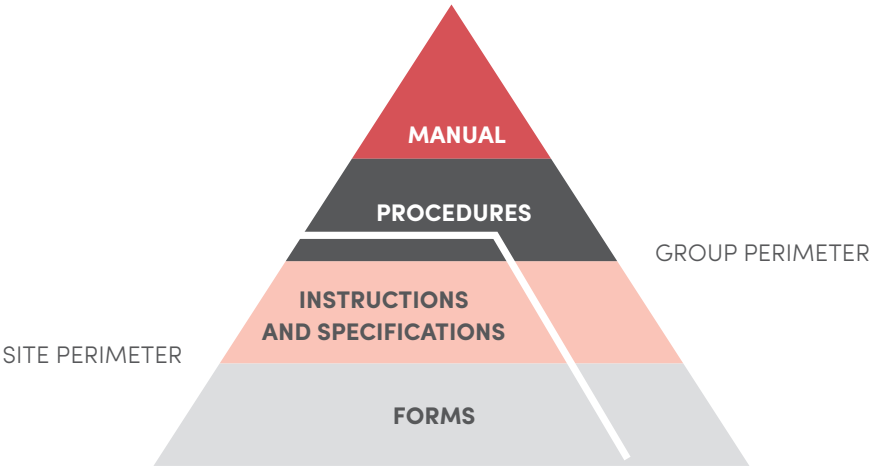 MANUAL
PROCEDURES
GROUP PERIMETER
INSTRUCTIONS
AND SPECIFICATIONS
SITE PERIMETER
FORMS